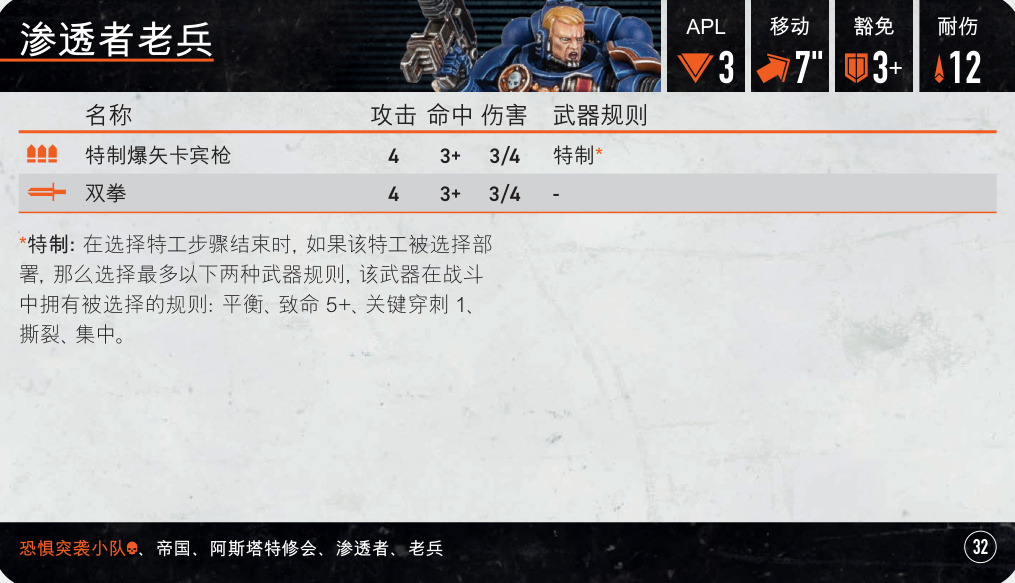 渗透者老兵
APL 移动 豁免 耐伤
3 7" 3+ 12
名称 攻击 命中 伤害 武器规则
特制爆矢卡宾枪 4 3+ 3/4 特制*
双拳 4 3+ 3/4 -
*特制: 在选择特工步骤结束时, 如果该特工被选择部
署, 那么选择最多以下两种武器规则, 该武器在战斗
中拥有被选择的规则: 平衡、致命 5+、关键穿刺 1、
撕裂、集中。
恐惧突袭小队、帝国、阿斯塔特修会、渗透者、老兵
32